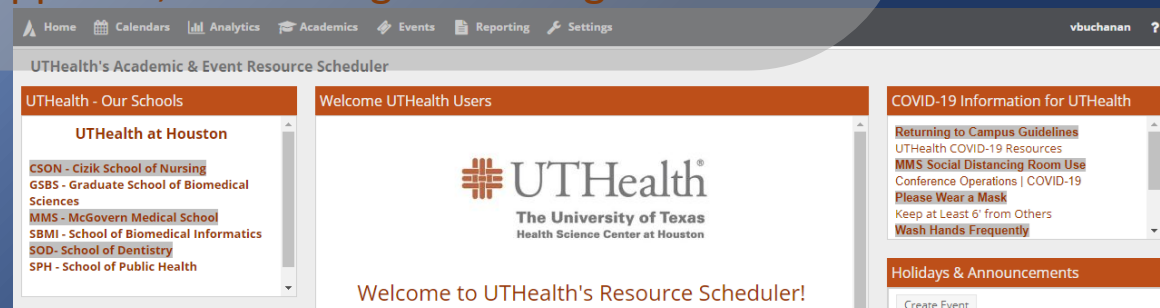 Home Calendars Analytics Academics Events Reporting Settings vbuchanan ?
UTHealth's Academic & Event Resource Scheduler
UTHealth - Our Schools
UTHealth at Houston
CSON - Cizik School of Nursing
GSBS - Graduate School of Biomedical
Sciences
MMS - McGovern Medical School
SBMI - School of Biomedical Informatics
SOD- School of Dentistry
SPH - School of Public Health
Welcome UTHealth Users
UTHealth®
The University of Texas
Health Science Center at Houston
Welcome to UTHealth's Resource Scheduler!
COVID-19 Information for UTHealth
Returning to Campus Guidelines
UTHealth COVID-19 Resources
MMS Social Distancing Room Use
Conference Operations | COVID-19
Please Wear a Mask
Keep at Least 6' from Others
Wash Hands Frequently
Holidays & Announcements
Create Event